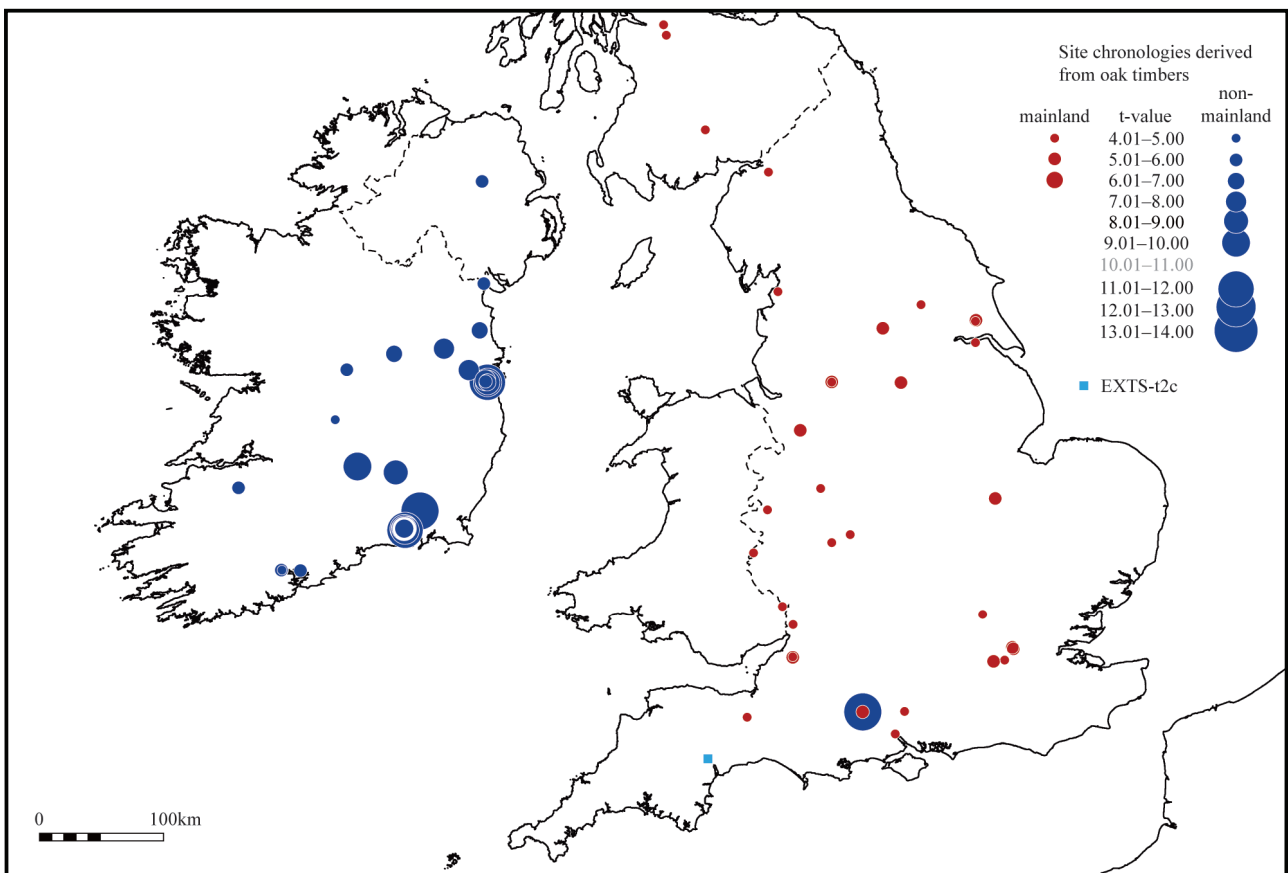 Site chronologies derived
from oak timbers
non-
mainland t-value mainland
4.01–5.00
5.01–6.00
6.01–7.00
7.01–8.00
8.01–9.00
9.01–10.00
10.01–11.00
11.01–12.00
12.01–13.00
13.01–14.00
EXTS-t2c
0 100km